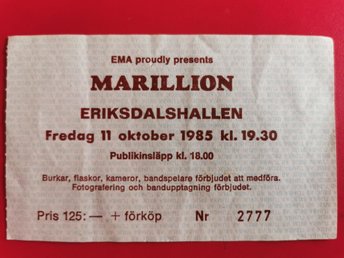 EMA proudly presents
MARILLION
ERIKSDALSHALLEN
Fredag 11 oktober 1985 kl. 19.30
Publikinsläpp kl. 18.00
Burkar, flaskor, kameror, bandspelare förbjudet att medföra.
Fotografering och bandupptagning förbjudet.
Pris 125:— + förköp Nr 2777